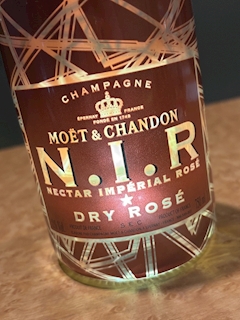 CHAMPAGNE
EPERNAY FRANCE
FONDÉ EN 1743
MOËT & CHANDON
N.I.R
NECTAR IMPÉRIAL ROSÉ
DRY ROSÉ